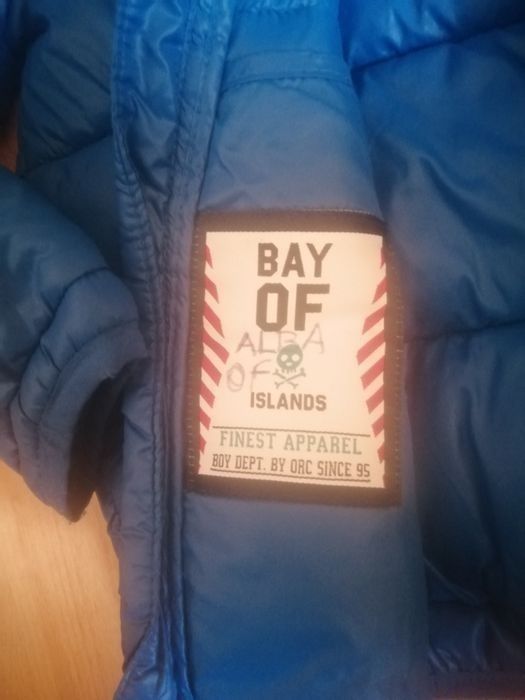 BAY
OF
ALBA
OF
ISLANDS
FINEST APPAREL
BOY DEPT. BY ORC SINCE 95